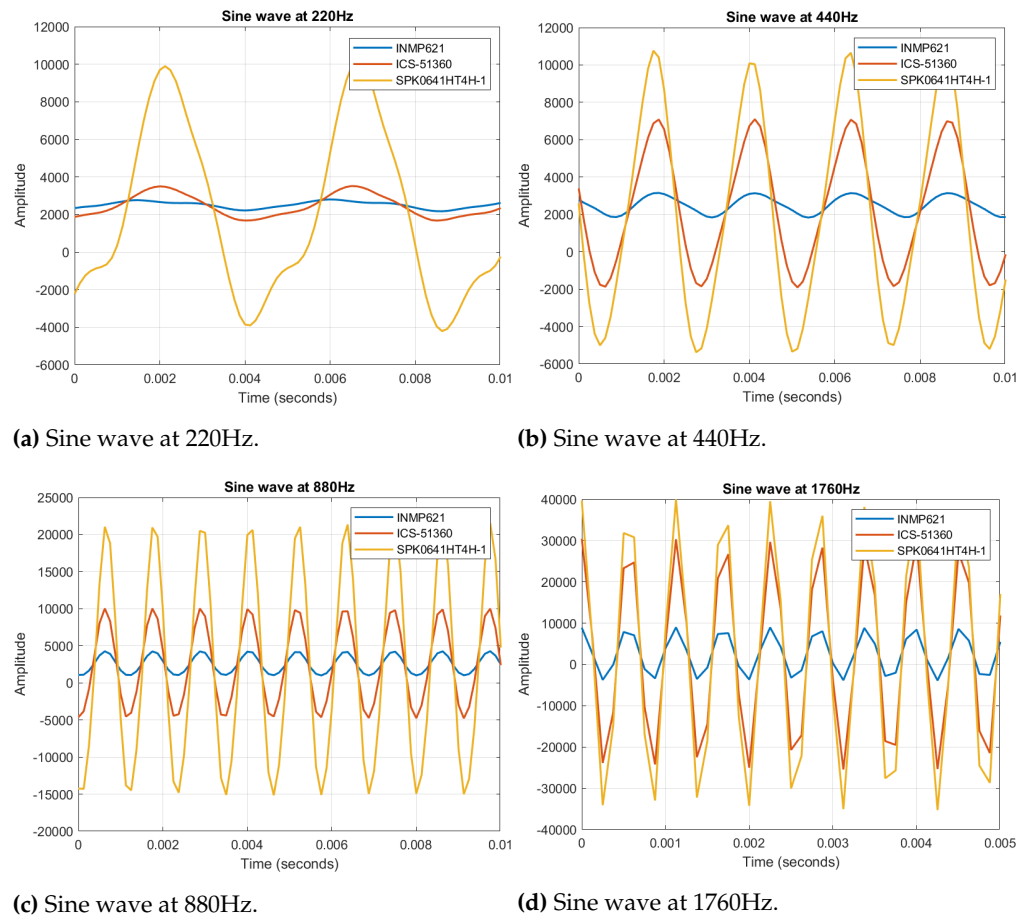 Sine wave at 220Hz
12000
10000
8000
6000
4000
2000
0
-2000
-4000
-6000
Amplitude
INMP621
ICS-51360
SPK0641HT4H-1
0 0.002 0.004 0.006 0.008 0.01
Time (seconds)
(a) Sine wave at 220Hz.
Sine wave at 440Hz
12000
10000
8000
6000
4000
2000
0
-2000
-4000
-6000
Amplitude
INMP621
ICS-51360
SPK0641HT4H-1
0 0.002 0.004 0.006 0.008 0.01
Time (seconds)
(b) Sine wave at 440Hz.
Sine wave at 880Hz
25000
20000
15000
10000
5000
0
-5000
-10000
-15000
-20000
Amplitude
INMP621
ICS-51360
SPK0641HT4H-1
0 0.002 0.004 0.006 0.008 0.01
Time (seconds)
(c) Sine wave at 880Hz.
Sine wave at 1760Hz
40000
30000
20000
10000
0
-10000
-20000
-30000
-40000
Amplitude
INMP621
ICS-51360
SPK0641HT4H-1
0 0.001 0.002 0.003 0.004 0.005
Time (seconds)
(d) Sine wave at 1760Hz.